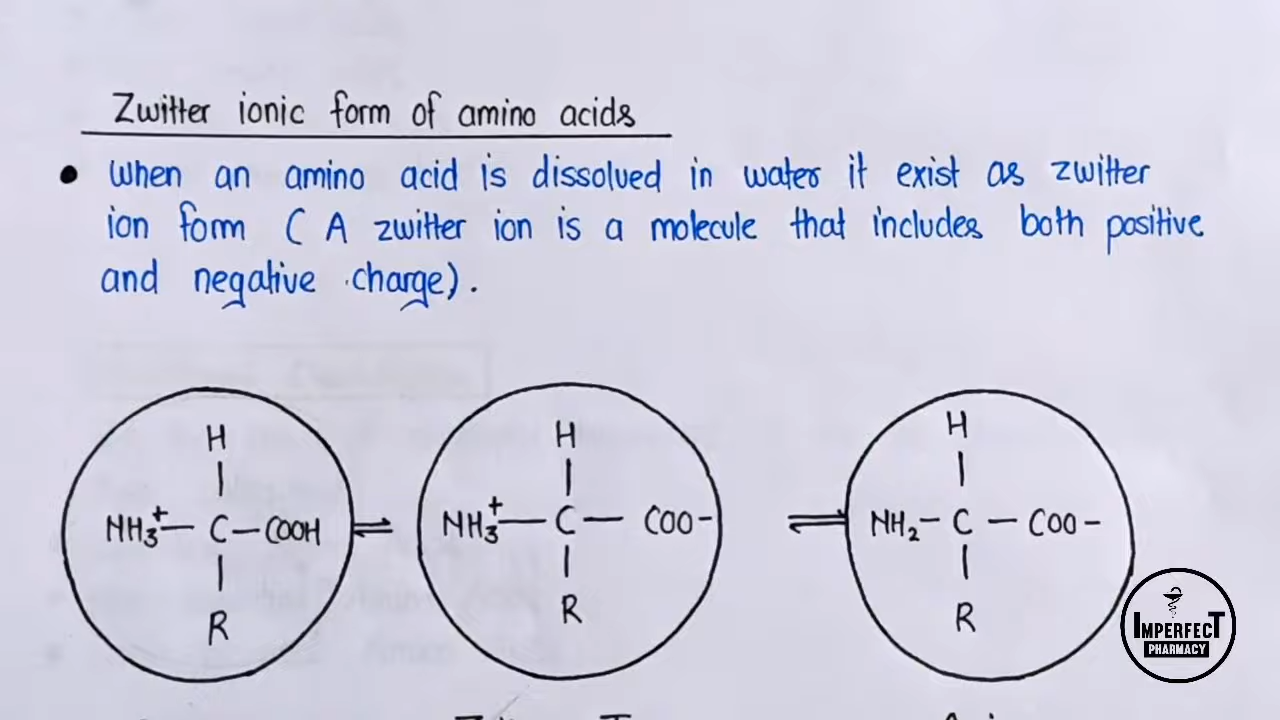 Zwitter ionic form of amino acids
• When an amino acid is dissolved in water it exist as zwitter
ion form ( A zwitter ion is a molecule that includes both positive
and negative charge).
H
|
NH₃⁺— C —COOH
|
R
⇌
H
|
NH₃⁺— C — COO-
|
R
⇌
H
|
NH₂— C — COO-
|
R
IMPERFECT
PHARMACY